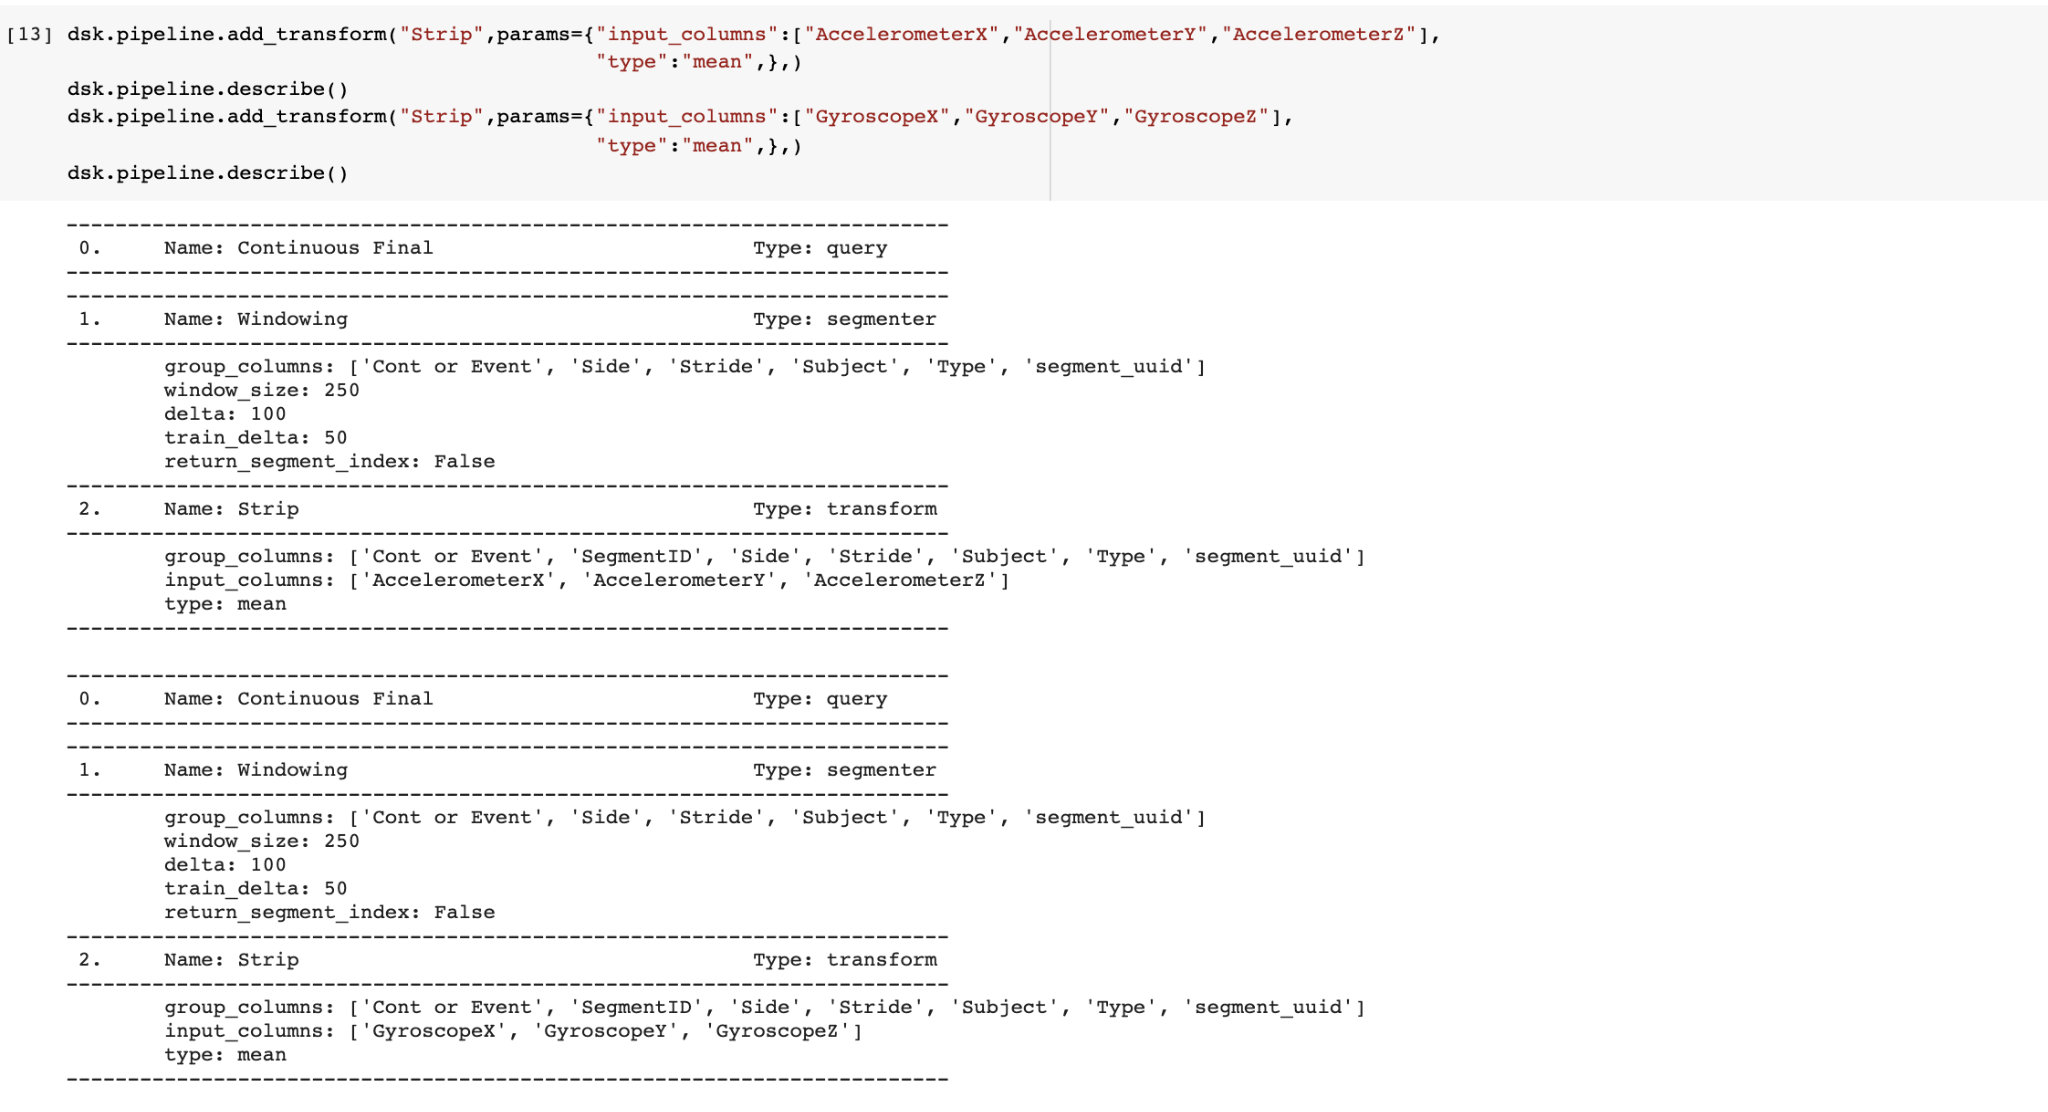 [13] dsk.pipeline.add_transform("Strip",params={"input_columns":["AccelerometerX","AccelerometerY","AccelerometerZ"],
"type":"mean",},)
dsk.pipeline.describe()
dsk.pipeline.add_transform("Strip",params={"input_columns":["GyroscopeX","GyroscopeY","GyroscopeZ"],
"type":"mean",},)
dsk.pipeline.describe()
------------------------------------------------------------------------
0. Name: Continuous Final Type: query
------------------------------------------------------------------------
------------------------------------------------------------------------
1. Name: Windowing Type: segmenter
------------------------------------------------------------------------
group_columns: ['Cont or Event', 'Side', 'Stride', 'Subject', 'Type', 'segment_uuid']
window_size: 250
delta: 100
train_delta: 50
return_segment_index: False
------------------------------------------------------------------------
2. Name: Strip Type: transform
------------------------------------------------------------------------
group_columns: ['Cont or Event', 'SegmentID', 'Side', 'Stride', 'Subject', 'Type', 'segment_uuid']
input_columns: ['AccelerometerX', 'AccelerometerY', 'AccelerometerZ']
type: mean
------------------------------------------------------------------------
------------------------------------------------------------------------
0. Name: Continuous Final Type: query
------------------------------------------------------------------------
------------------------------------------------------------------------
1. Name: Windowing Type: segmenter
------------------------------------------------------------------------
group_columns: ['Cont or Event', 'Side', 'Stride', 'Subject', 'Type', 'segment_uuid']
window_size: 250
delta: 100
train_delta: 50
return_segment_index: False
------------------------------------------------------------------------
2. Name: Strip Type: transform
------------------------------------------------------------------------
group_columns: ['Cont or Event', 'SegmentID', 'Side', 'Stride', 'Subject', 'Type', 'segment_uuid']
input_columns: ['GyroscopeX', 'GyroscopeY', 'GyroscopeZ']
type: mean
------------------------------------------------------------------------